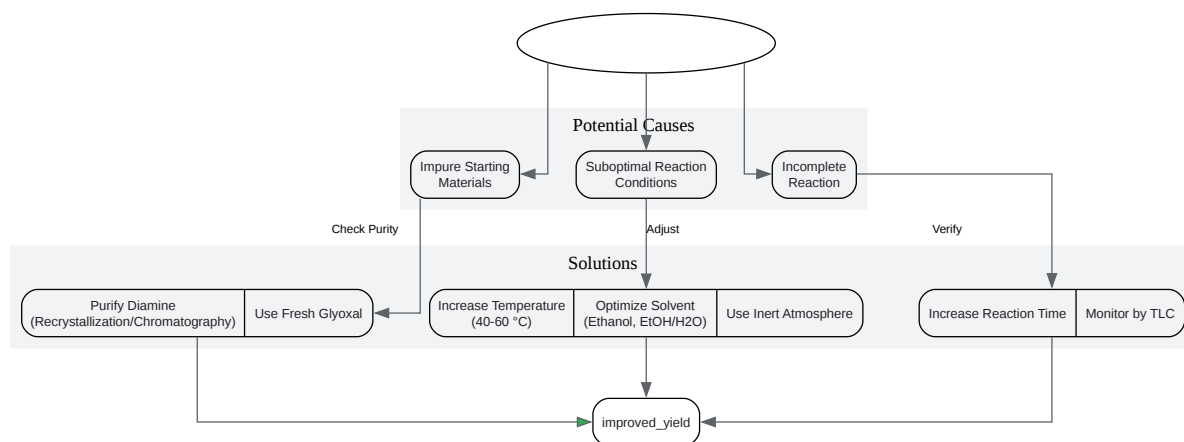 Potential Causes
Impure Starting
Materials
Suboptimal Reaction
Conditions
Incomplete
Reaction
Check Purity
Adjust
Verify
Solutions
Purify Diamine
(Recrystallization/Chromatography)
Use Fresh Glyoxal
Increase Temperature
(40-60 °C)
Optimize Solvent
(Ethanol, EtOH/H2O)
Use Inert Atmosphere
Increase Reaction Time
Monitor by TLC
improved_yield